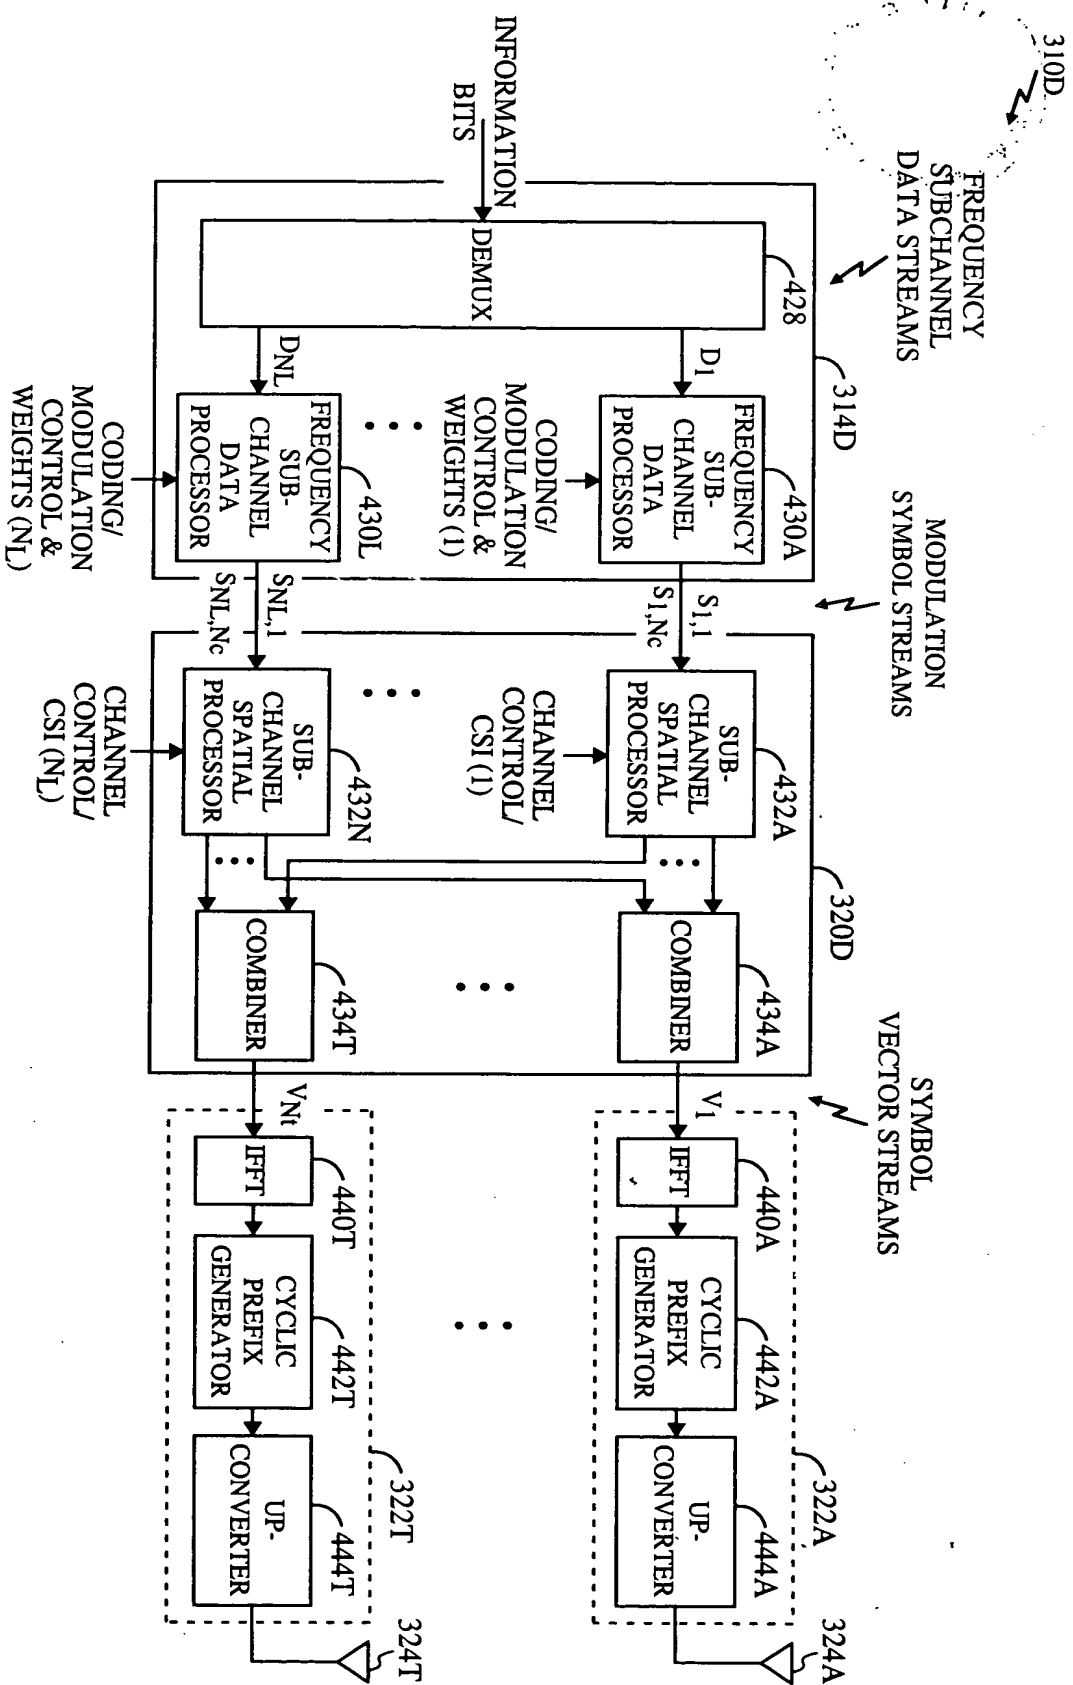 310D
FREQUENCY
SUBCHANNEL
DATA STREAMS
MODULATION
SYMBOL STREAMS
SYMBOL
VECTOR STREAMS
314D
320D
INFORMATION
BITS
DEMUX
428
D1
FREQUENCY
SUB-
CHANNEL
DATA
PROCESSOR
430A
CODING/
MODULATION
CONTROL &
WEIGHTS (1)
S1,1
S1,Nc
SUB-
CHANNEL
SPATIAL
PROCESSOR
432A
CHANNEL
CONTROL/
CSI (1)
COMBINER
434A
V1
IFFT
440A
CYCLIC
PREFIX
GENERATOR
442A
UP-
CONVERTER
444A
322A
324A
DNL
FREQUENCY
SUB-
CHANNEL
DATA
PROCESSOR
430L
CODING/
MODULATION
CONTROL &
WEIGHTS (NL)
SNL,1
SNL,Nc
SUB-
CHANNEL
SPATIAL
PROCESSOR
432N
CHANNEL
CONTROL/
CSI (NL)
COMBINER
434T
VNt
IFFT
440T
CYCLIC
PREFIX
GENERATOR
442T
UP-
CONVERTER
444T
322T
324T